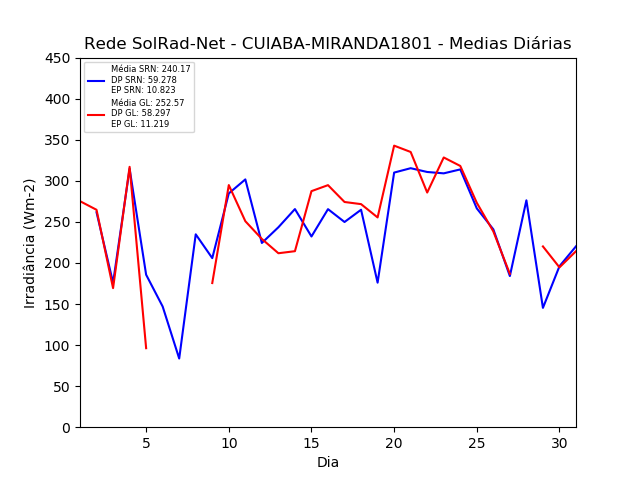 Rede SolRad-Net - CUIABA-MIRANDA1801 - Medias Diárias
Média SRN: 240.17
DP SRN: 59.278
EP SRN: 10.823
Média GL: 252.57
DP GL: 58.297
EP GL: 11.219
450
400
350
300
250
200
150
100
50
0
Irradiância (Wm-2)
5
10
15
20
25
30
Dia